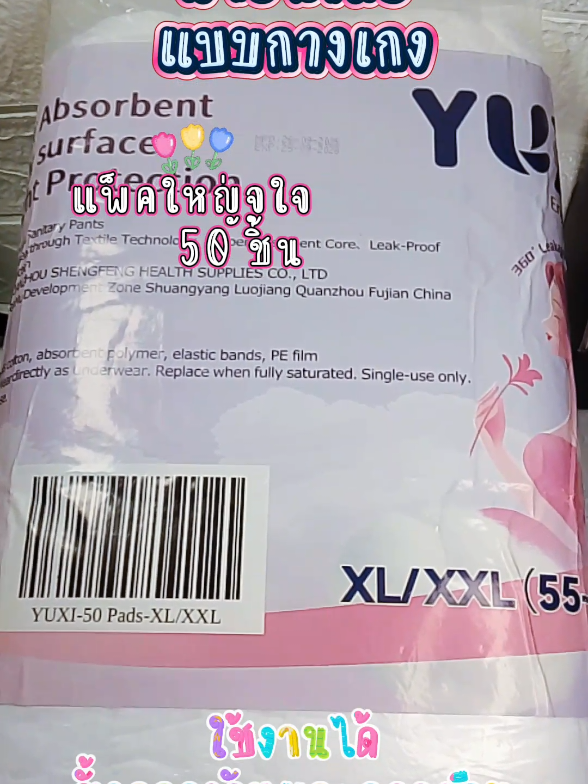 แบบกางเกง
Absorbent
surface
Protection
YU
แพ็คใหญ่จุใจ
50 ชิ้น
Sanitary Pants
through Textile Technolo
ent Core、Leak-Proof
360°
HOU SHENGFENG HEALTH SUPPLIES CO., LTD
Development Zone Shuangyang Luojiang Quanzhou Fujian China
cotton, absorbent polymer, elastic bands, PE film
directly as Underwear. Replace when fully saturated. Single-use only.
YUXI-50 Pads-XL/XXL
XL/XXL (55-
ใช้งานได้